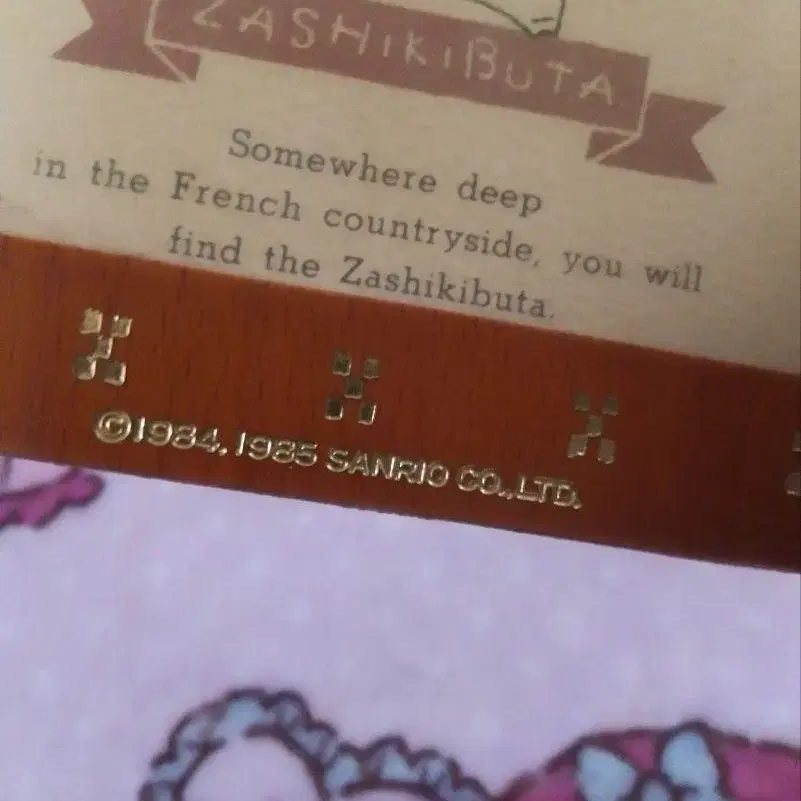 ZASHiKiBUTA
Somewhere deep
in the French countryside, you will
find the Zashikibuta.
©1984, 1985 SANRIO CO., LTD.